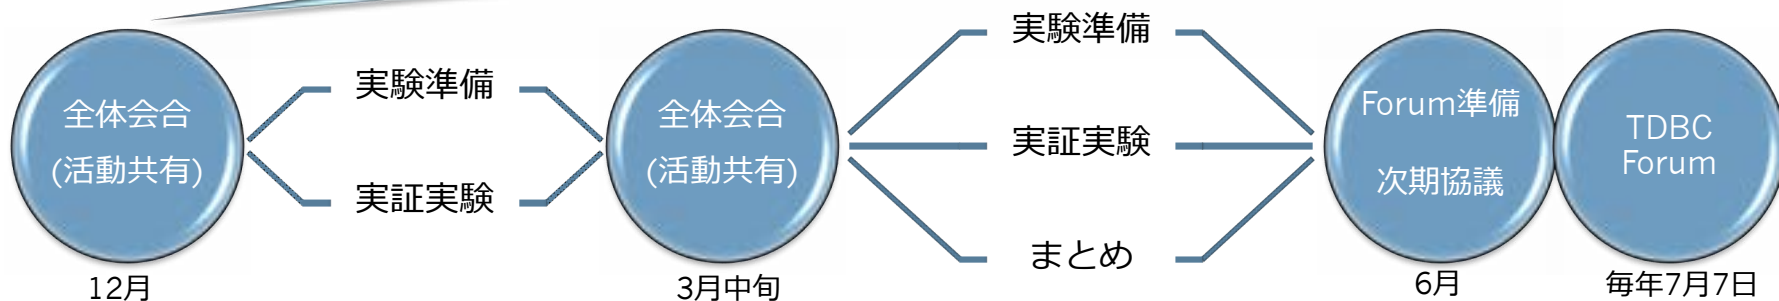 全体会合
(活動共有)
12月
実験準備
実証実験
全体会合
(活動共有)
3月中旬
実験準備
実証実験
まとめ
Forum準備
次期協議
6月
TDBC
Forum
毎年7月7日